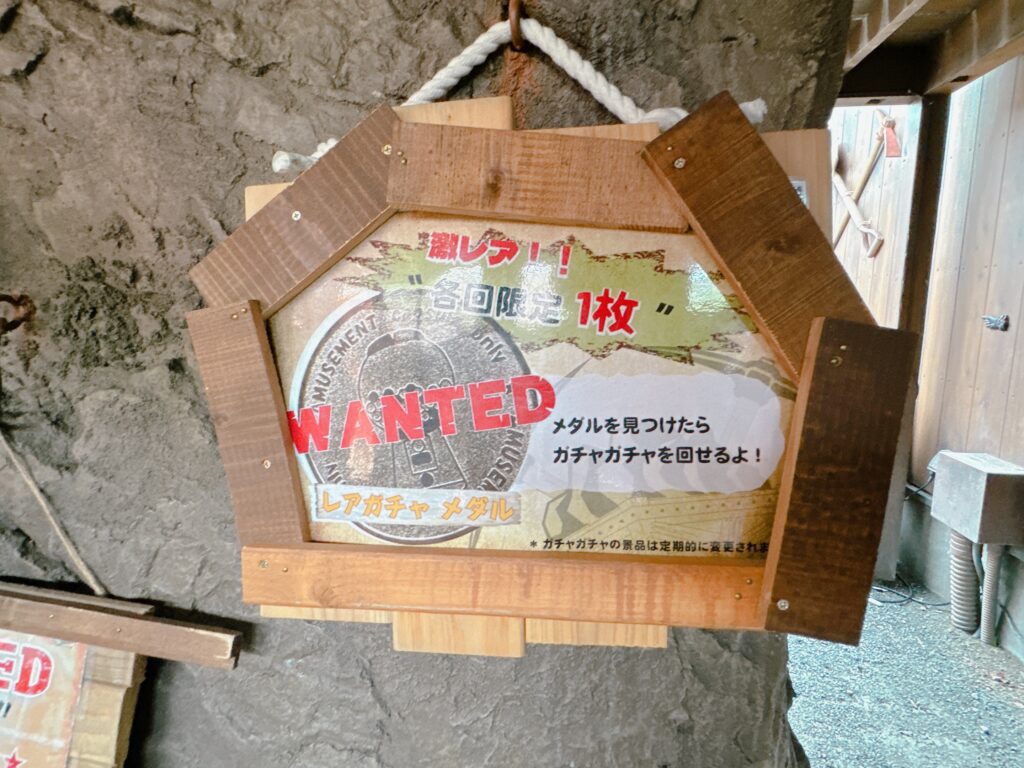 激レア！！
"各回限定 1枚"
AMUSEMENT
only
AMUSEM
WANTED
メダルを見つけたら
ガチャガチャを回せるよ！
レアガチャ メダル
* ガチャガチャの景品は定期的に変更されま
ED